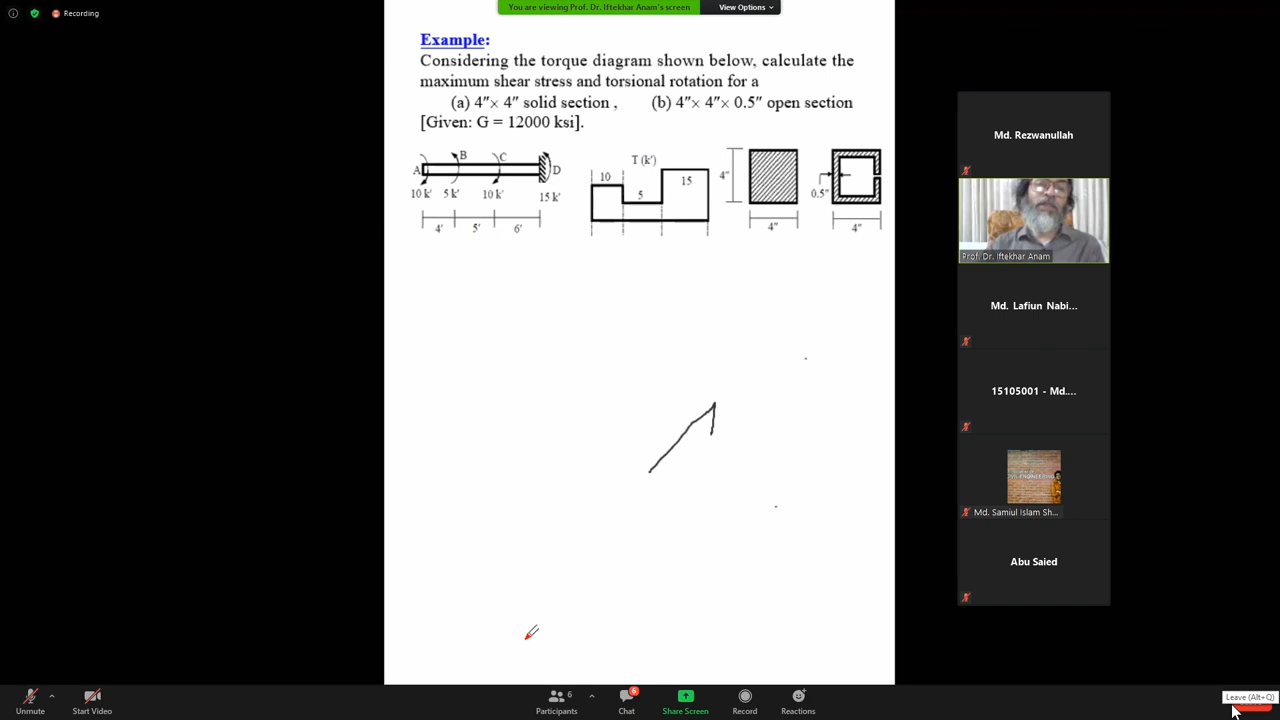 Recording
You are viewing Prof. Dr. Iftekhar Anam's screen
View Options
Example:
Considering the torque diagram shown below, calculate the
maximum shear stress and torsional rotation for a
(a) 4″× 4″ solid section , (b) 4″× 4″× 0.5″ open section
[Given: G = 12000 ksi].
A B C D
10 k' 5 k' 10 k' 15 k'
4' 5' 6'
T (k')
10 5 15
4″
4″
0.5″
4″
Md. Rezwanullah
Prof. Dr. Iftekhar Anam
Md. Lafiun Nabi...
15105001 - Md....
CIVIL ENGINEERING
Md. Samiul Islam Sh...
Abu Saied
Unmute
Start Video
6
Participants
6
Chat
Share Screen
Record
Reactions
Leave (Alt+Q)